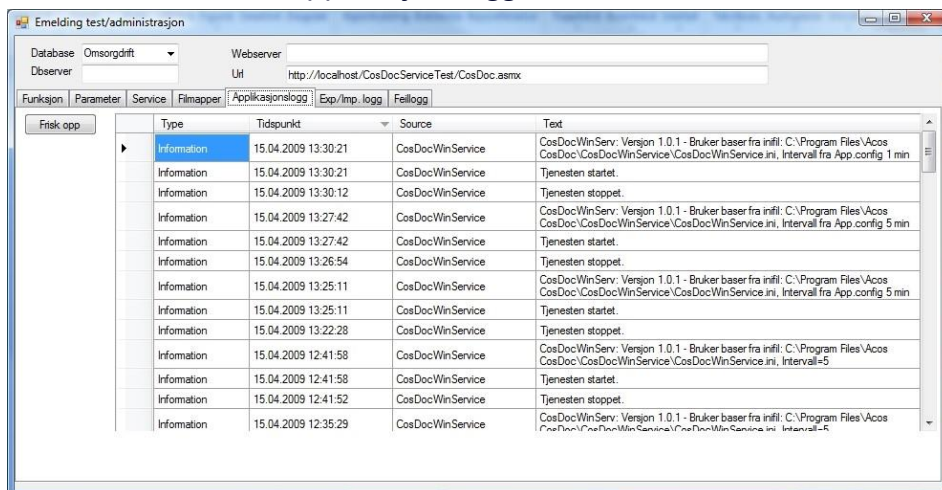 Emelding test/administrasjon
Database Omsorgdrift Webserver
Dbserver Url http://localhost/CosDocServiceTest/CosDoc.asmx
Funksjon Parameter Service Filmapper Applikasjonslogg Exp/Imp. logg Feillogg
Frisk opp Type Tidspunkt Source Text
Information 15.04.2009 13:30:21 CosDocWinService CosDocWinServ: Versjon 1.0.1 - Bruker baser fra inifil: C:\Program Files\Acos
CosDoc\CosDocWinService\CosDocWinService.ini, Intervall fra App.config 1 min
Information 15.04.2009 13:30:21 CosDocWinService Tjenesten startet.
Information 15.04.2009 13:30:12 CosDocWinService Tjenesten stoppet.
Information 15.04.2009 13:27:42 CosDocWinService CosDocWinServ: Versjon 1.0.1 - Bruker baser fra inifil: C:\Program Files\Acos
CosDoc\CosDocWinService\CosDocWinService.ini, Intervall fra App.config 5 min
Information 15.04.2009 13:27:42 CosDocWinService Tjenesten startet.
Information 15.04.2009 13:26:54 CosDocWinService Tjenesten stoppet.
Information 15.04.2009 13:25:11 CosDocWinService CosDocWinServ: Versjon 1.0.1 - Bruker baser fra inifil: C:\Program Files\Acos
CosDoc\CosDocWinService\CosDocWinService.ini, Intervall fra App.config 5 min
Information 15.04.2009 13:25:11 CosDocWinService Tjenesten startet.
Information 15.04.2009 13:22:28 CosDocWinService Tjenesten stoppet.
Information 15.04.2009 12:41:58 CosDocWinService CosDocWinServ: Versjon 1.0.1 - Bruker baser fra inifil: C:\Program Files\Acos
CosDoc\CosDocWinService\CosDocWinService.ini, Intervall=5
Information 15.04.2009 12:41:58 CosDocWinService Tjenesten startet.
Information 15.04.2009 12:41:52 CosDocWinService Tjenesten stoppet.
Information 15.04.2009 12:35:29 CosDocWinService CosDocWinServ: Versjon 1.0.1 - Bruker baser fra inifil: C:\Program Files\Acos
CosDoc\CosDocWinService\CosDocWinService.ini, Intervall=5